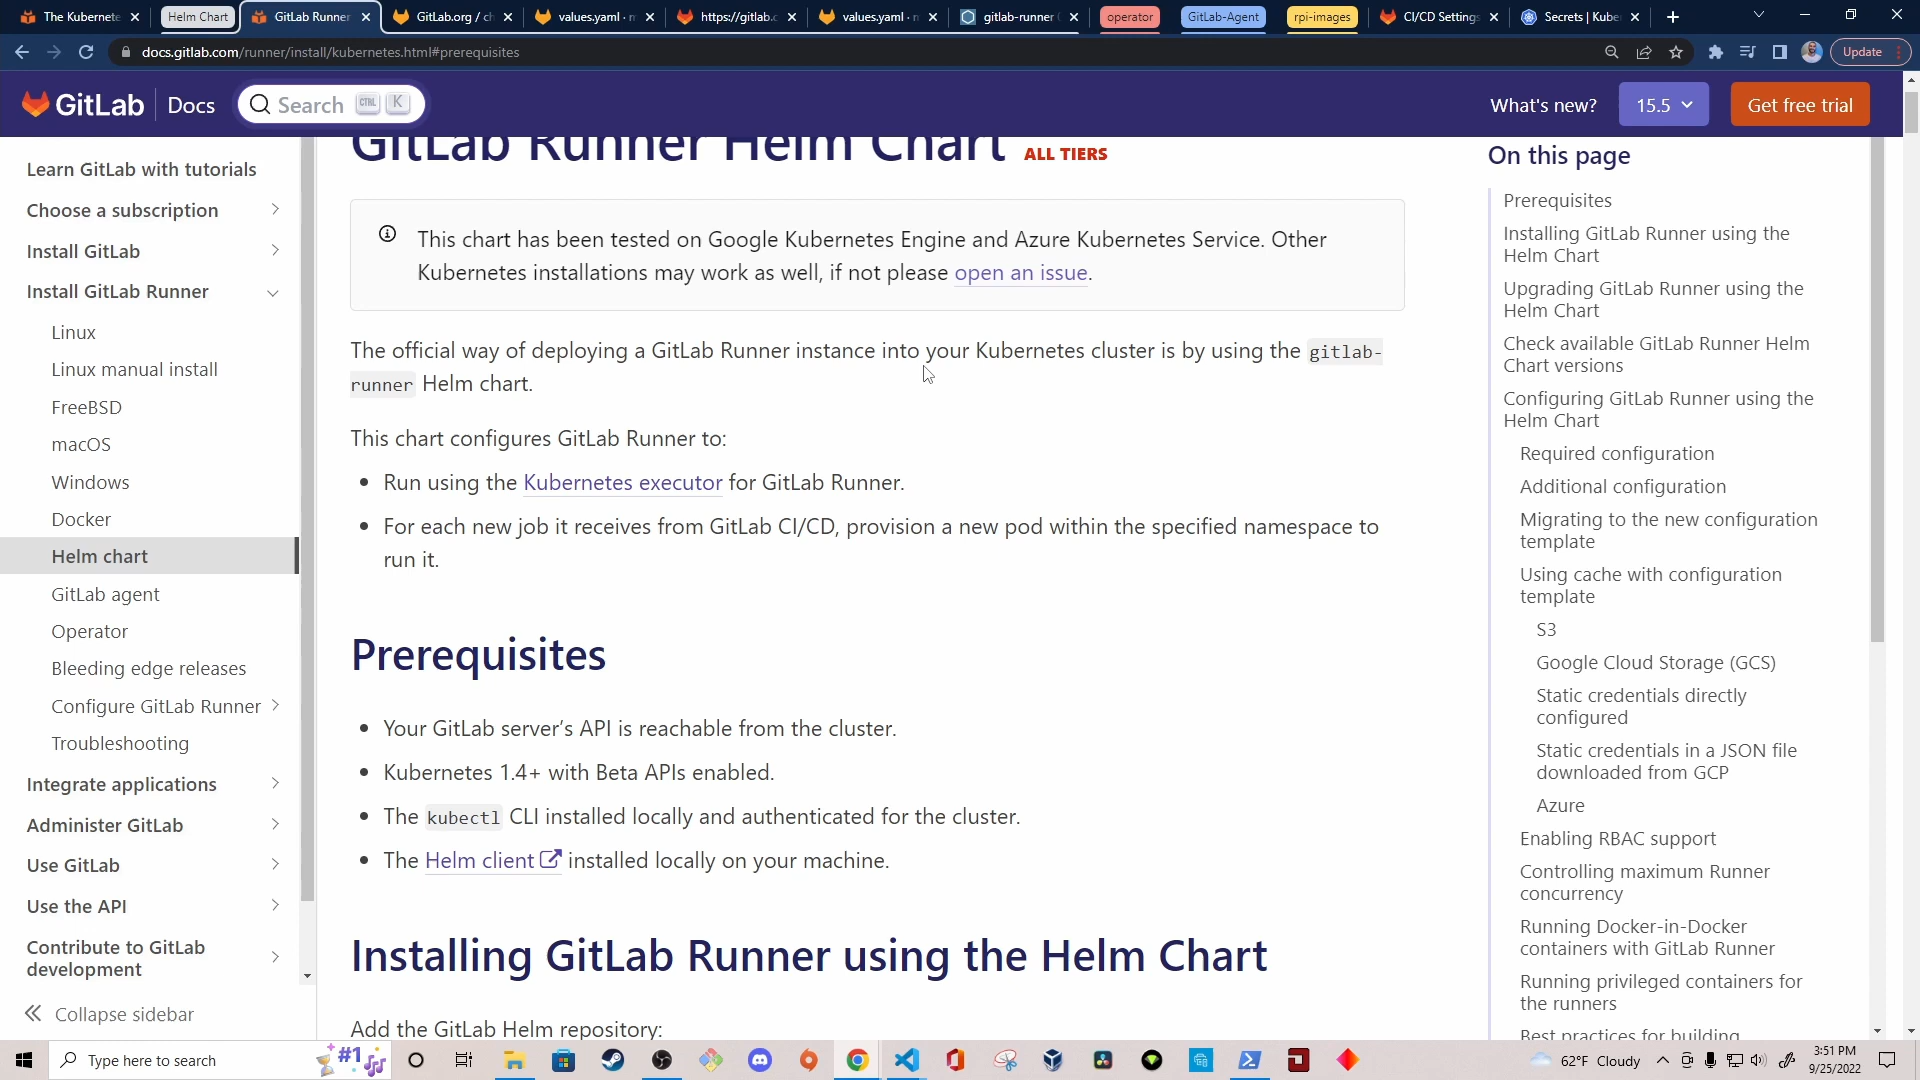 The Kubernete
Helm Chart
GitLab Runner
GitLab.org / ch
values.yaml · m
https://gitlab.c
values.yaml · m
gitlab-runner
operator
GitLab-Agent
rpi-images
CI/CD Settings
Secrets | Kube
docs.gitlab.com/runner/install/kubernetes.html#prerequisites
Update
GitLab
Docs
Search
CTRL
K
What's new?
15.5
Get free trial
Learn GitLab with tutorials
Choose a subscription
Install GitLab
Install GitLab Runner
Linux
Linux manual install
FreeBSD
macOS
Windows
Docker
Helm chart
GitLab agent
Operator
Bleeding edge releases
Configure GitLab Runner
Troubleshooting
Integrate applications
Administer GitLab
Use GitLab
Use the API
Contribute to GitLab
development
Collapse sidebar
GitLab Runner Helm Chart ALL TIERS
This chart has been tested on Google Kubernetes Engine and Azure Kubernetes Service. Other
Kubernetes installations may work as well, if not please open an issue.
The official way of deploying a GitLab Runner instance into your Kubernetes cluster is by using the gitlab-
runner Helm chart.
This chart configures GitLab Runner to:
• Run using the Kubernetes executor for GitLab Runner.
• For each new job it receives from GitLab CI/CD, provision a new pod within the specified namespace to
run it.
Prerequisites
• Your GitLab server’s API is reachable from the cluster.
• Kubernetes 1.4+ with Beta APIs enabled.
• The kubectl CLI installed locally and authenticated for the cluster.
• The Helm client installed locally on your machine.
Installing GitLab Runner using the Helm Chart
Add the GitLab Helm repository:
On this page
Prerequisites
Installing GitLab Runner using the
Helm Chart
Upgrading GitLab Runner using the
Helm Chart
Check available GitLab Runner Helm
Chart versions
Configuring GitLab Runner using the
Helm Chart
Required configuration
Additional configuration
Migrating to the new configuration
template
Using cache with configuration
template
S3
Google Cloud Storage (GCS)
Static credentials directly
configured
Static credentials in a JSON file
downloaded from GCP
Azure
Enabling RBAC support
Controlling maximum Runner
concurrency
Running Docker-in-Docker
containers with GitLab Runner
Running privileged containers for
the runners
Best practices for building
Type here to search
#1
62°F Cloudy
3:51 PM
9/25/2022